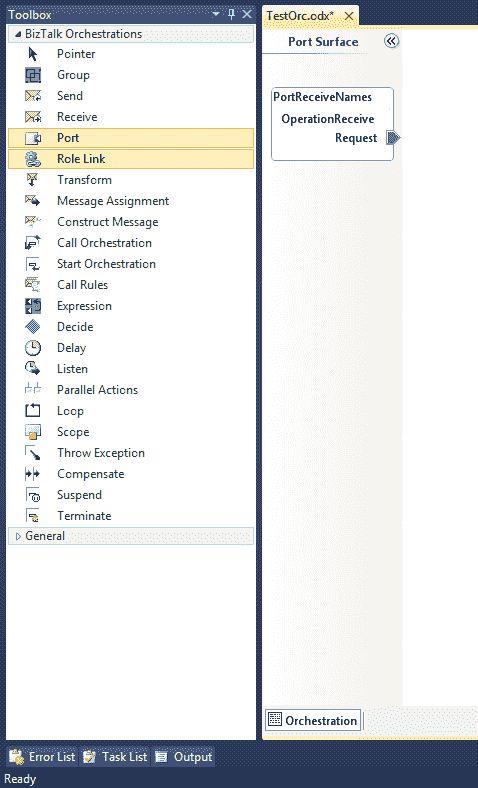 Toolbox
BizTalk Orchestrations
Pointer
Group
Send
Receive
Port
Role Link
Transform
Message Assignment
Construct Message
Call Orchestration
Start Orchestration
Call Rules
Expression
Decide
Delay
Listen
Parallel Actions
Loop
Scope
Throw Exception
Compensate
Suspend
Terminate
General
TestOrc.odx*
Port Surface
PortReceiveNames
OperationReceive
Request
Orchestration
Error List Task List Output
Ready